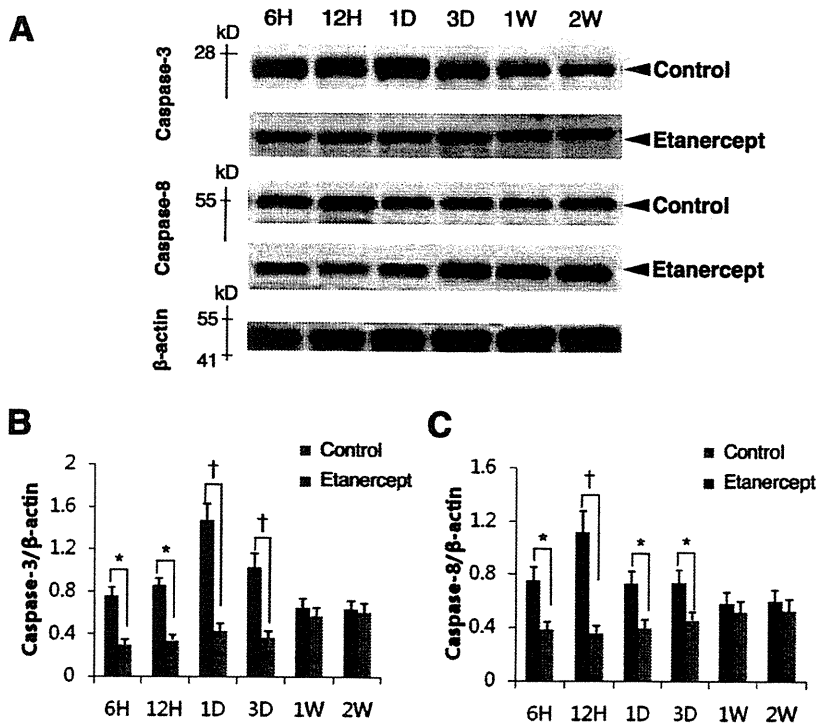 A
kD
6H 12H 1D 3D 1W 2W
Caspase-3
28
Control
Etanercept
Caspase-8
kD
55
Control
Etanercept
β-actin
kD
55
41
B
Caspase-3/β-actin
2
1.6
1.2
0.8
0.4
0
Control
Etanercept
* * † †
6H 12H 1D 3D 1W 2W
C
Caspase-8/β-actin
1.6
1.2
0.8
0.4
0
Control
Etanercept
* † * *
6H 12H 1D 3D 1W 2W